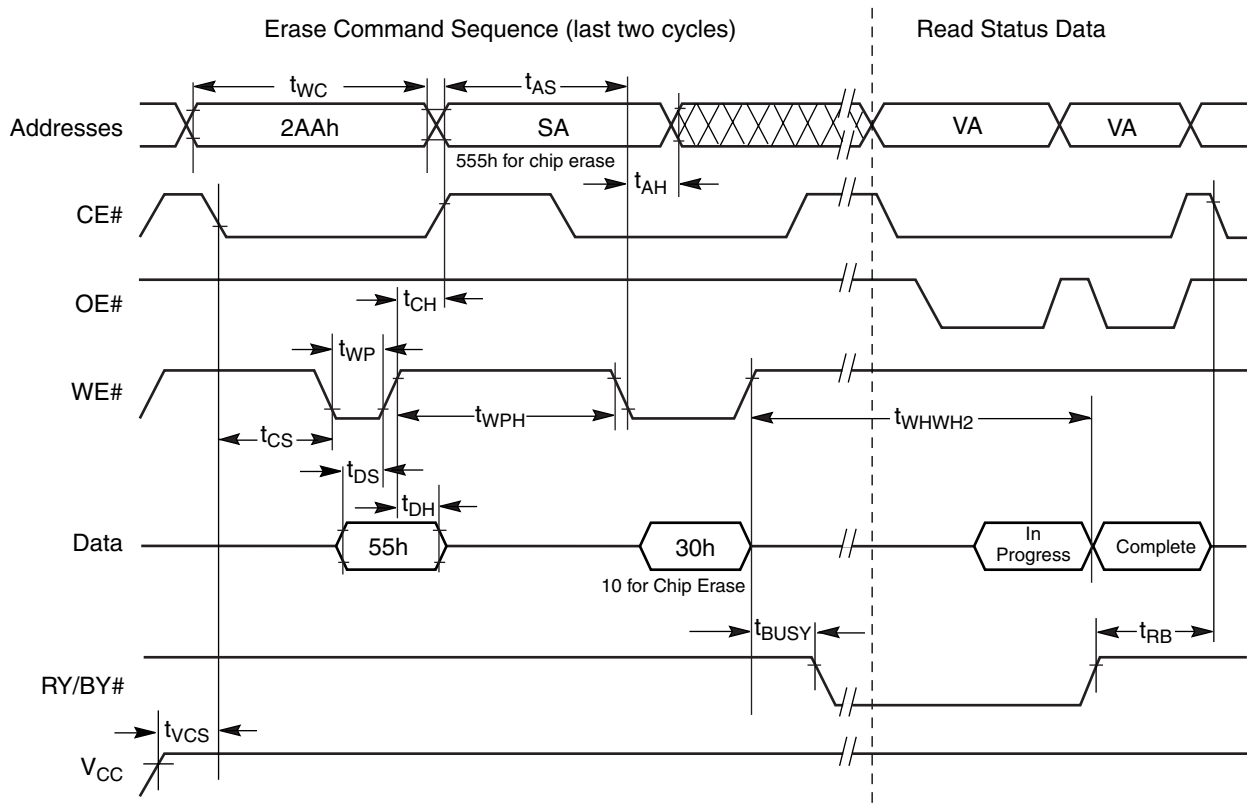 Erase Command Sequence (last two cycles)
Read Status Data
tWC
tAS
Addresses
2AAh
SA
VA
VA
555h for chip erase
tAH
CE#
OE#
tCH
tWP
WE#
tWPH
tWHWH2
tCS
tDS
tDH
Data
55h
30h
In
Progress
Complete
10 for Chip Erase
tBUSY
tRB
RY/BY#
tVCS
VCC